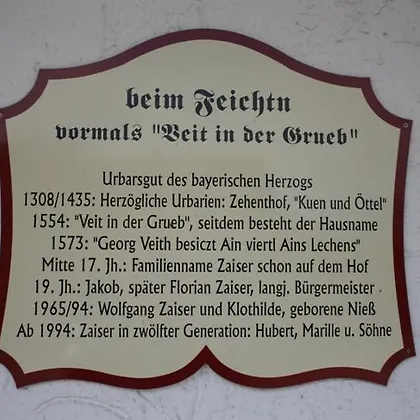 beim Feichtn
vormals "Veit in der Grueb"
Urbarsgut des bayerischen Herzogs
1308/1435: Herzögliche Urbarien: Zehenthof, "Kuen und Öttel"
1554: "Veit in der Grueb", seitdem besteht der Hausname
1573: "Georg Veith besiczt Ain viertl Ains Lechens"
Mitte 17. Jh.: Familienname Zaiser schon auf dem Hof
19. Jh.: Jakob, später Florian Zaiser, langj. Bürgermeister
1965/94: Wolfgang Zaiser und Klothilde, geborene Nieß
Ab 1994: Zaiser in zwölfter Generation: Hubert, Marille u. Söhne